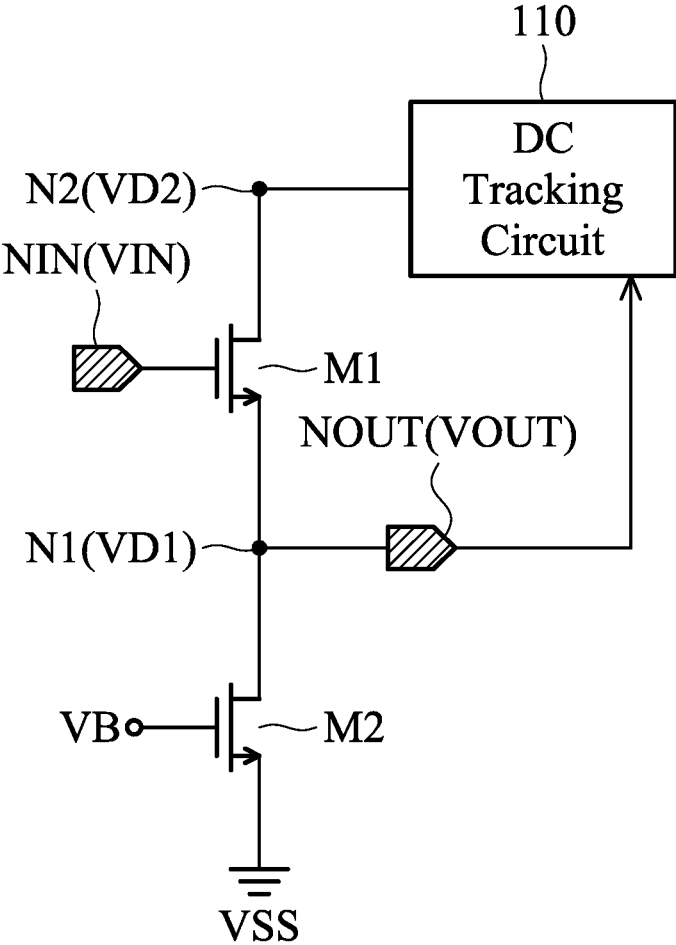 110
DC
Tracking
Circuit
N2(VD2)
NIN(VIN)
M1
NOUT(VOUT)
N1(VD1)
VB
M2
VSS